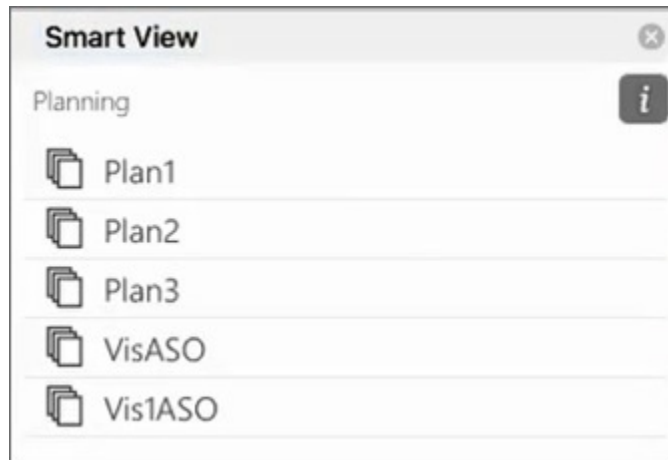 Smart View
Planning
i
Plan1
Plan2
Plan3
VisASO
Vis1ASO